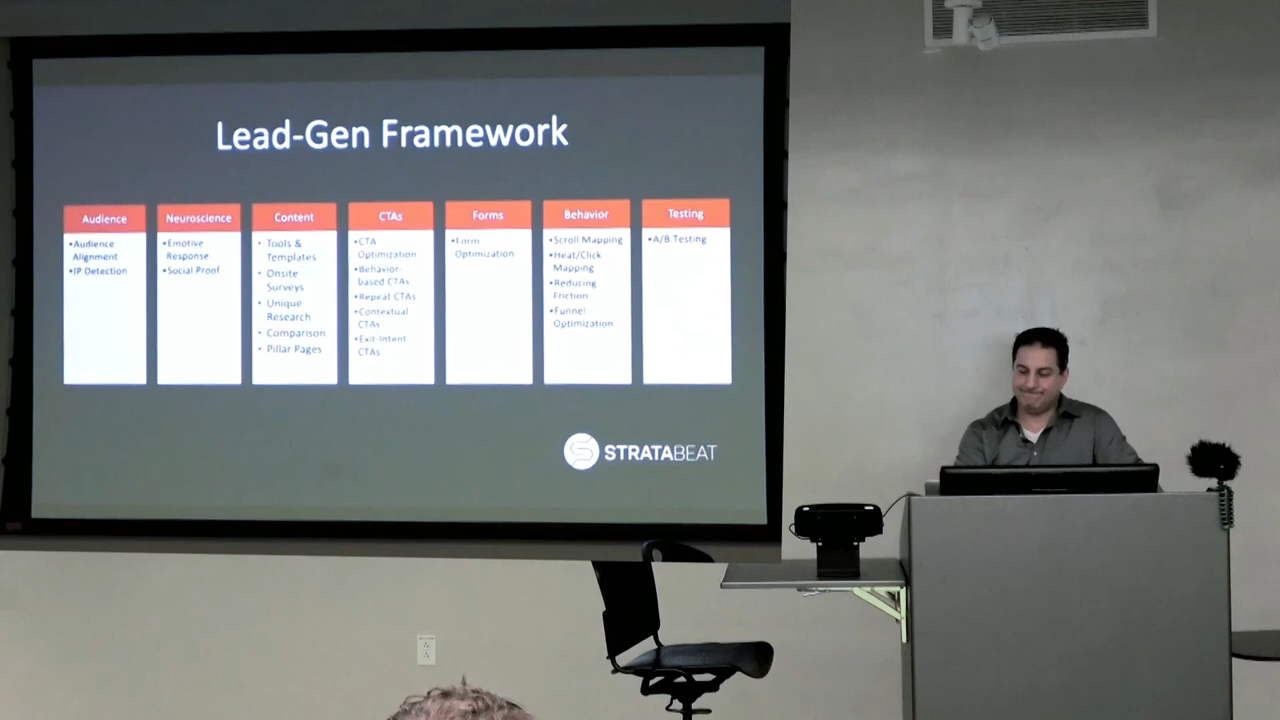 Lead-Gen Framework
Audience
•Audience
Alignment
•IP Detection
Neuroscience
•Emotive
Response
•Social Proof
Content
• Tools &
Templates
• Onsite
Surveys
• Unique
Research
• Comparison
• Pillar Pages
CTAs
•CTA
Optimization
•Behavior-
based CTAs
•Repeat CTAs
•Contextual
CTAs
•Exit-Intent
CTAs
Forms
•Form
Optimization
Behavior
•Scroll Mapping
•Heat/Click
Mapping
•Reducing
Friction
•Funnel
Optimization
Testing
•A/B Testing
STRATABEAT